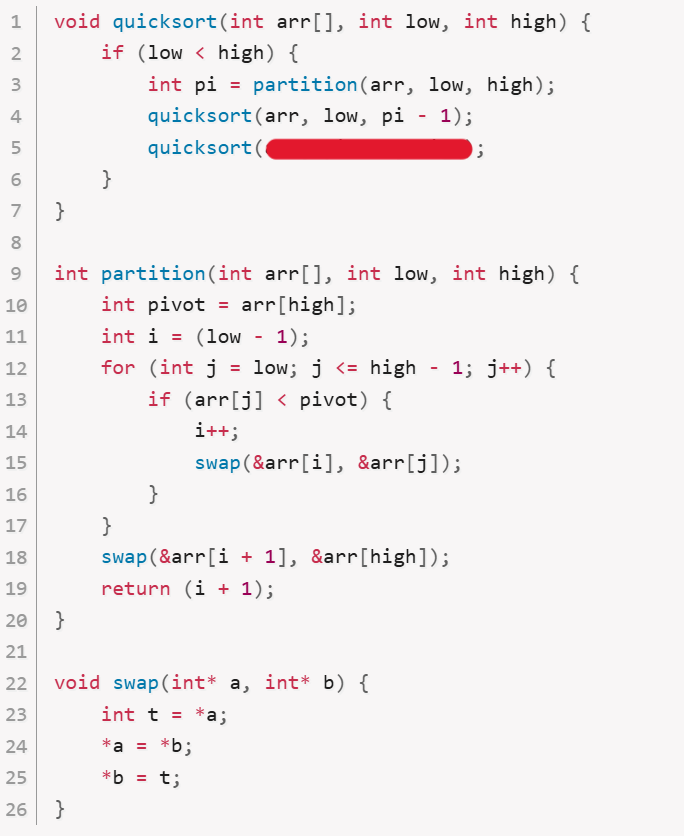 1 void quicksort(int arr[], int low, int high) {
2     if (low < high) {
3         int pi = partition(arr, low, high);
4         quicksort(arr, low, pi - 1);
5         quicksort( ;
6     }
7 }
8
9 int partition(int arr[], int low, int high) {
10     int pivot = arr[high];
11     int i = (low - 1);
12     for (int j = low; j <= high - 1; j++) {
13         if (arr[j] < pivot) {
14             i++;
15             swap(&arr[i], &arr[j]);
16         }
17     }
18     swap(&arr[i + 1], &arr[high]);
19     return (i + 1);
20 }
21
22 void swap(int* a, int* b) {
23     int t = *a;
24     *a = *b;
25     *b = t;
26 }